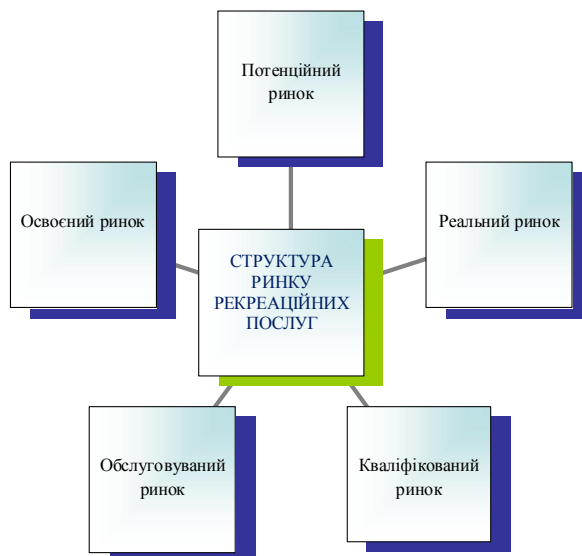 Потенційний
ринок
Освоєний ринок
Реальний ринок
СТРУКТУРА
РИНКУ
РЕКРЕАЦІЙНИХ
ПОСЛУГ
Обслуговуваний
ринок
Кваліфікований
ринок